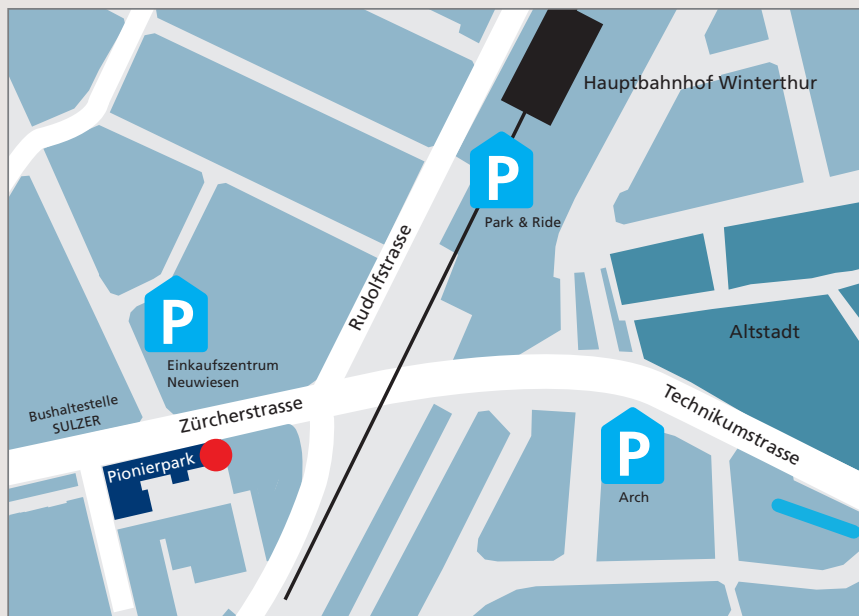 Hauptbahnhof Winterthur
P
Park & Ride
Rudolfstrasse
P
Einkaufszentrum
Neuwiesen
Altstadt
Bushaltestelle
SULZER
Zürcherstrasse
Technikumstrasse
Pionierpark
P
Arch